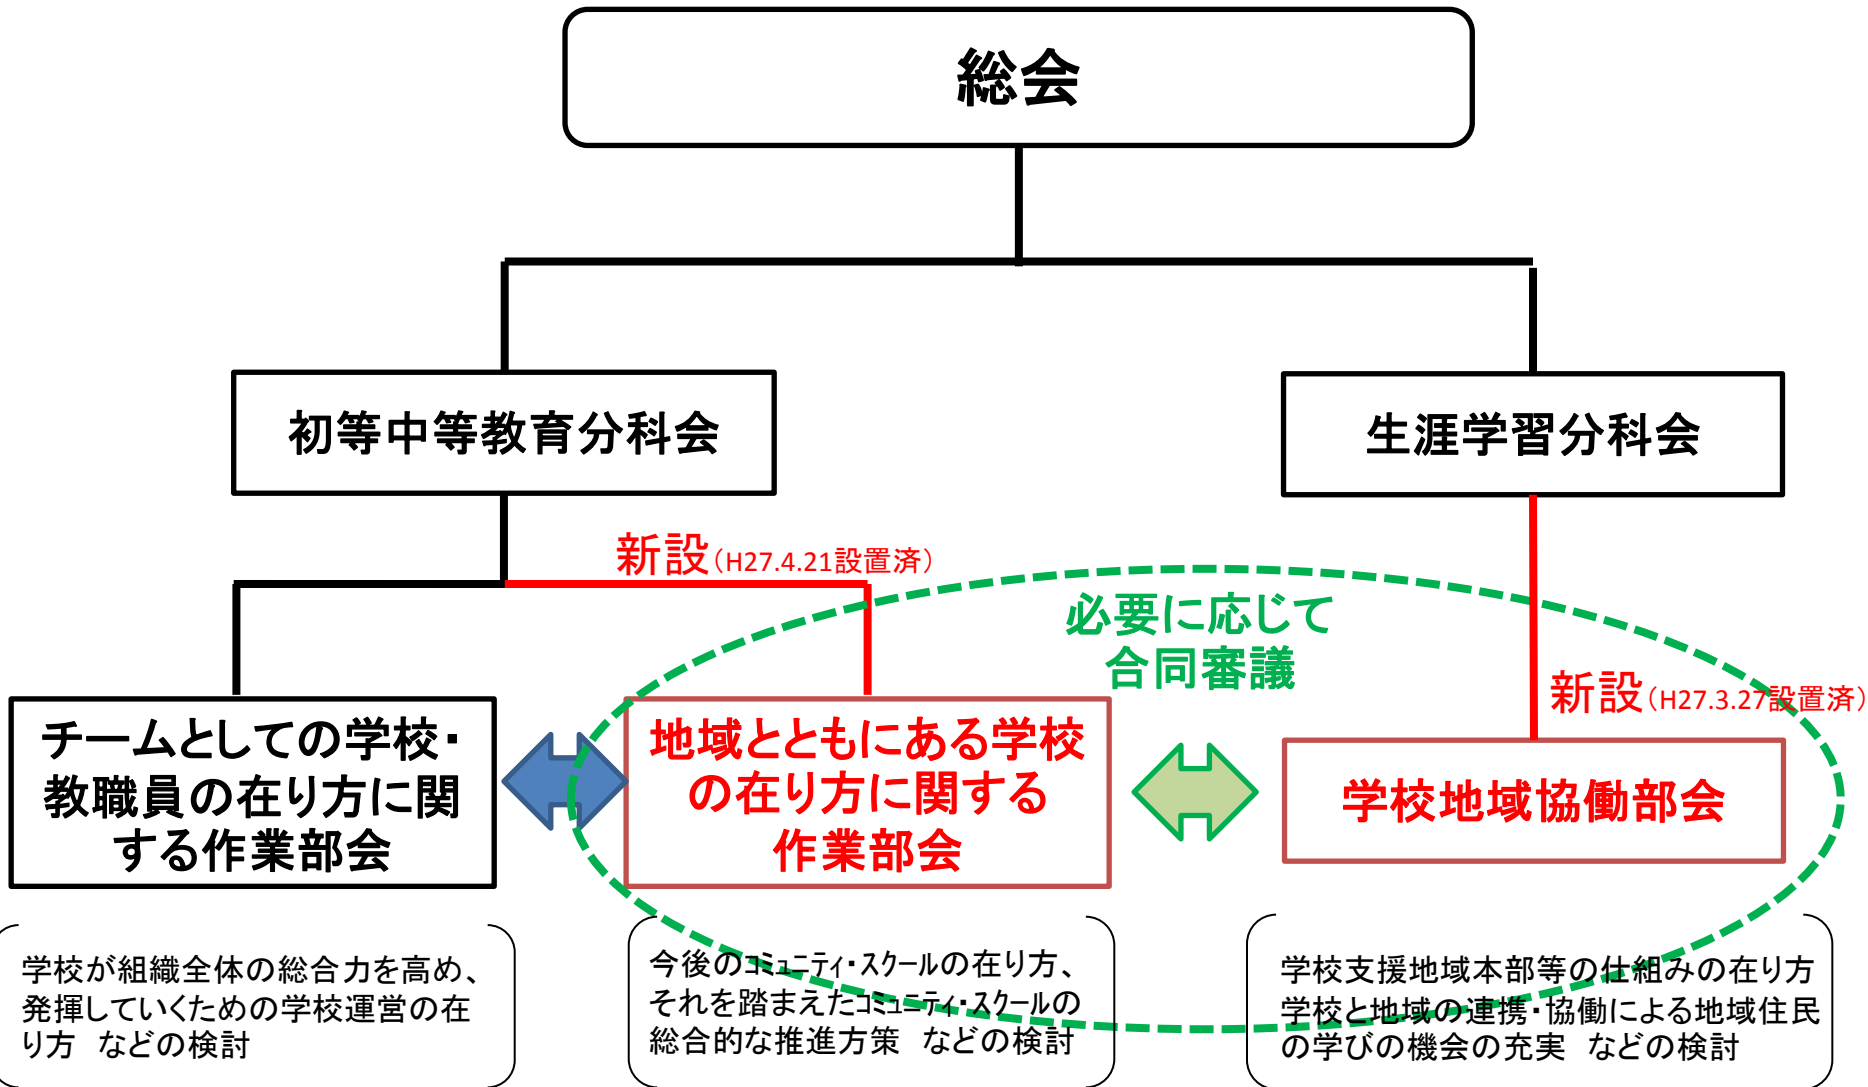 総会
初等中等教育分科会
生涯学習分科会
新設(H27.4.21設置済)
必要に応じて
合同審議
新設(H27.3.27設置済)
チームとしての学校・
教職員の在り方に関
する作業部会
地域とともにある学校
の在り方に関する
作業部会
学校地域協働部会
学校が組織全体の総合力を高め、
発揮していくための学校運営の在
り方　などの検討
今後のｺﾐｭﾆﾃｨ・ｽｸｰﾙの在り方、
それを踏まえたｺﾐｭﾆﾃｨ・ｽｸｰﾙの
総合的な推進方策　などの検討
学校支援地域本部等の仕組みの在り方
学校と地域の連携・協働による地域住民
の学びの機会の充実　などの検討